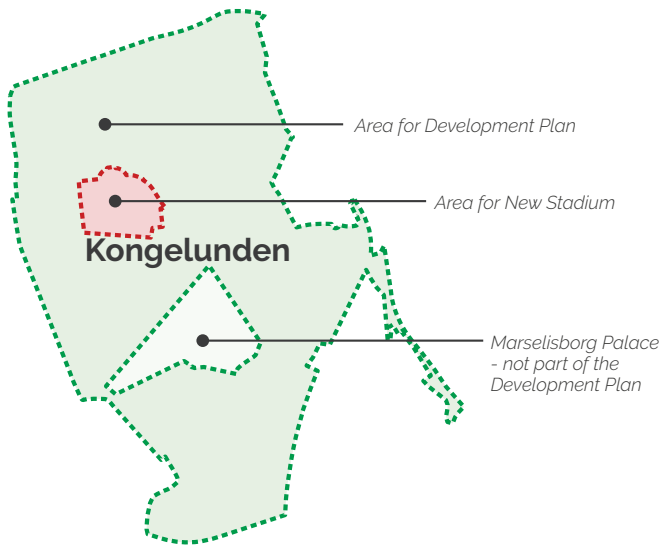 Area for Development Plan
Area for New Stadium
Kongelunden
Marselisborg Palace
- not part of the
Development Plan